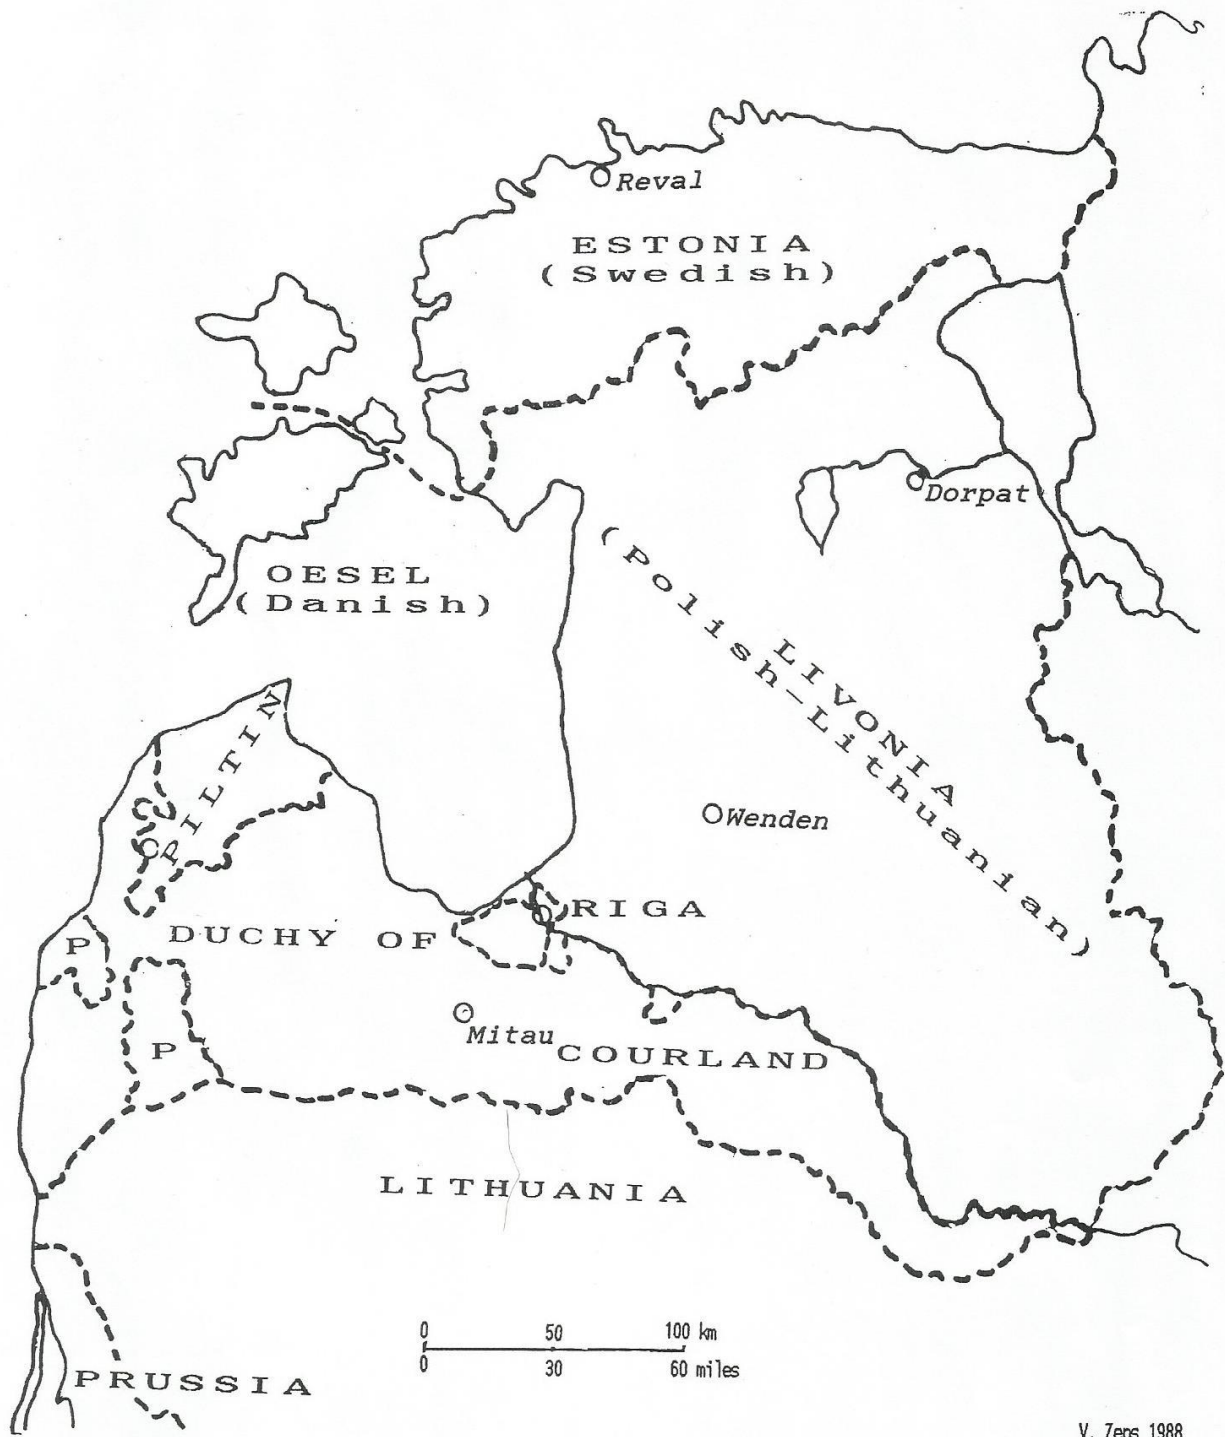 Reval
ESTONIA
(Swedish)
Dorpat
OESEL
(Danish)
LIVONIA
(Polish-Lithuanian)
PILTIN
Wenden
RIGA
P
DUCHY OF
Mitau
COURLAND
P
LITHUANIA
0 50 100 km
0 30 60 miles
PRUSSIA
V. Zeps 1988